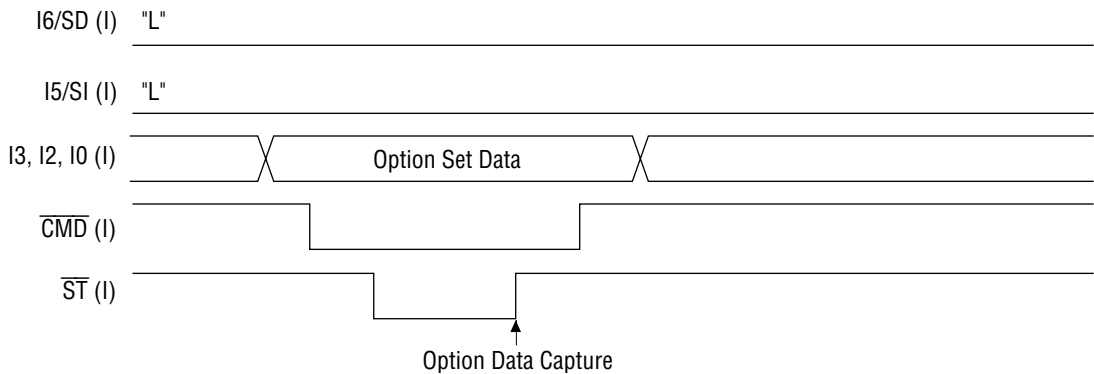 I6/SD (I) "L"
I5/SI (I) "L"
I3, I2, I0 (I) Option Set Data
CMD (I)
ST (I)
Option Data Capture